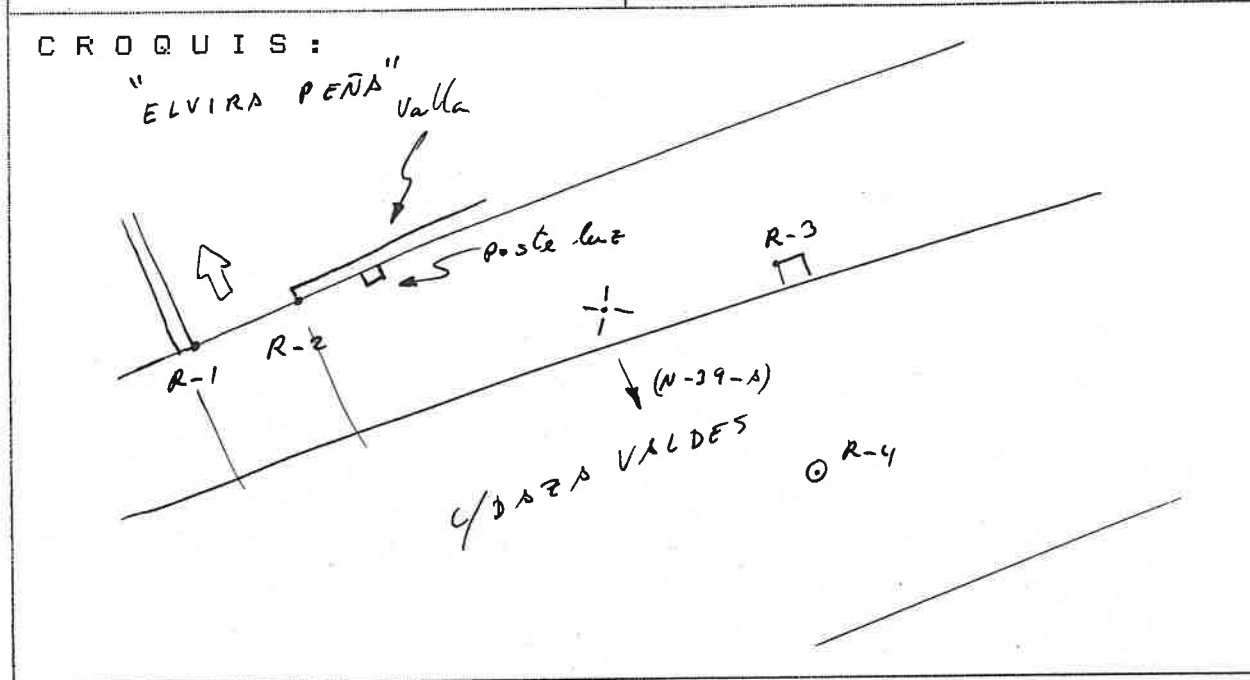 CROQUIS:
"ELVIRA PEÑA"
Valla
Poste luz
R-3
R-2
R-1
(N-39-A)
C/DAZA VALDES
R-4